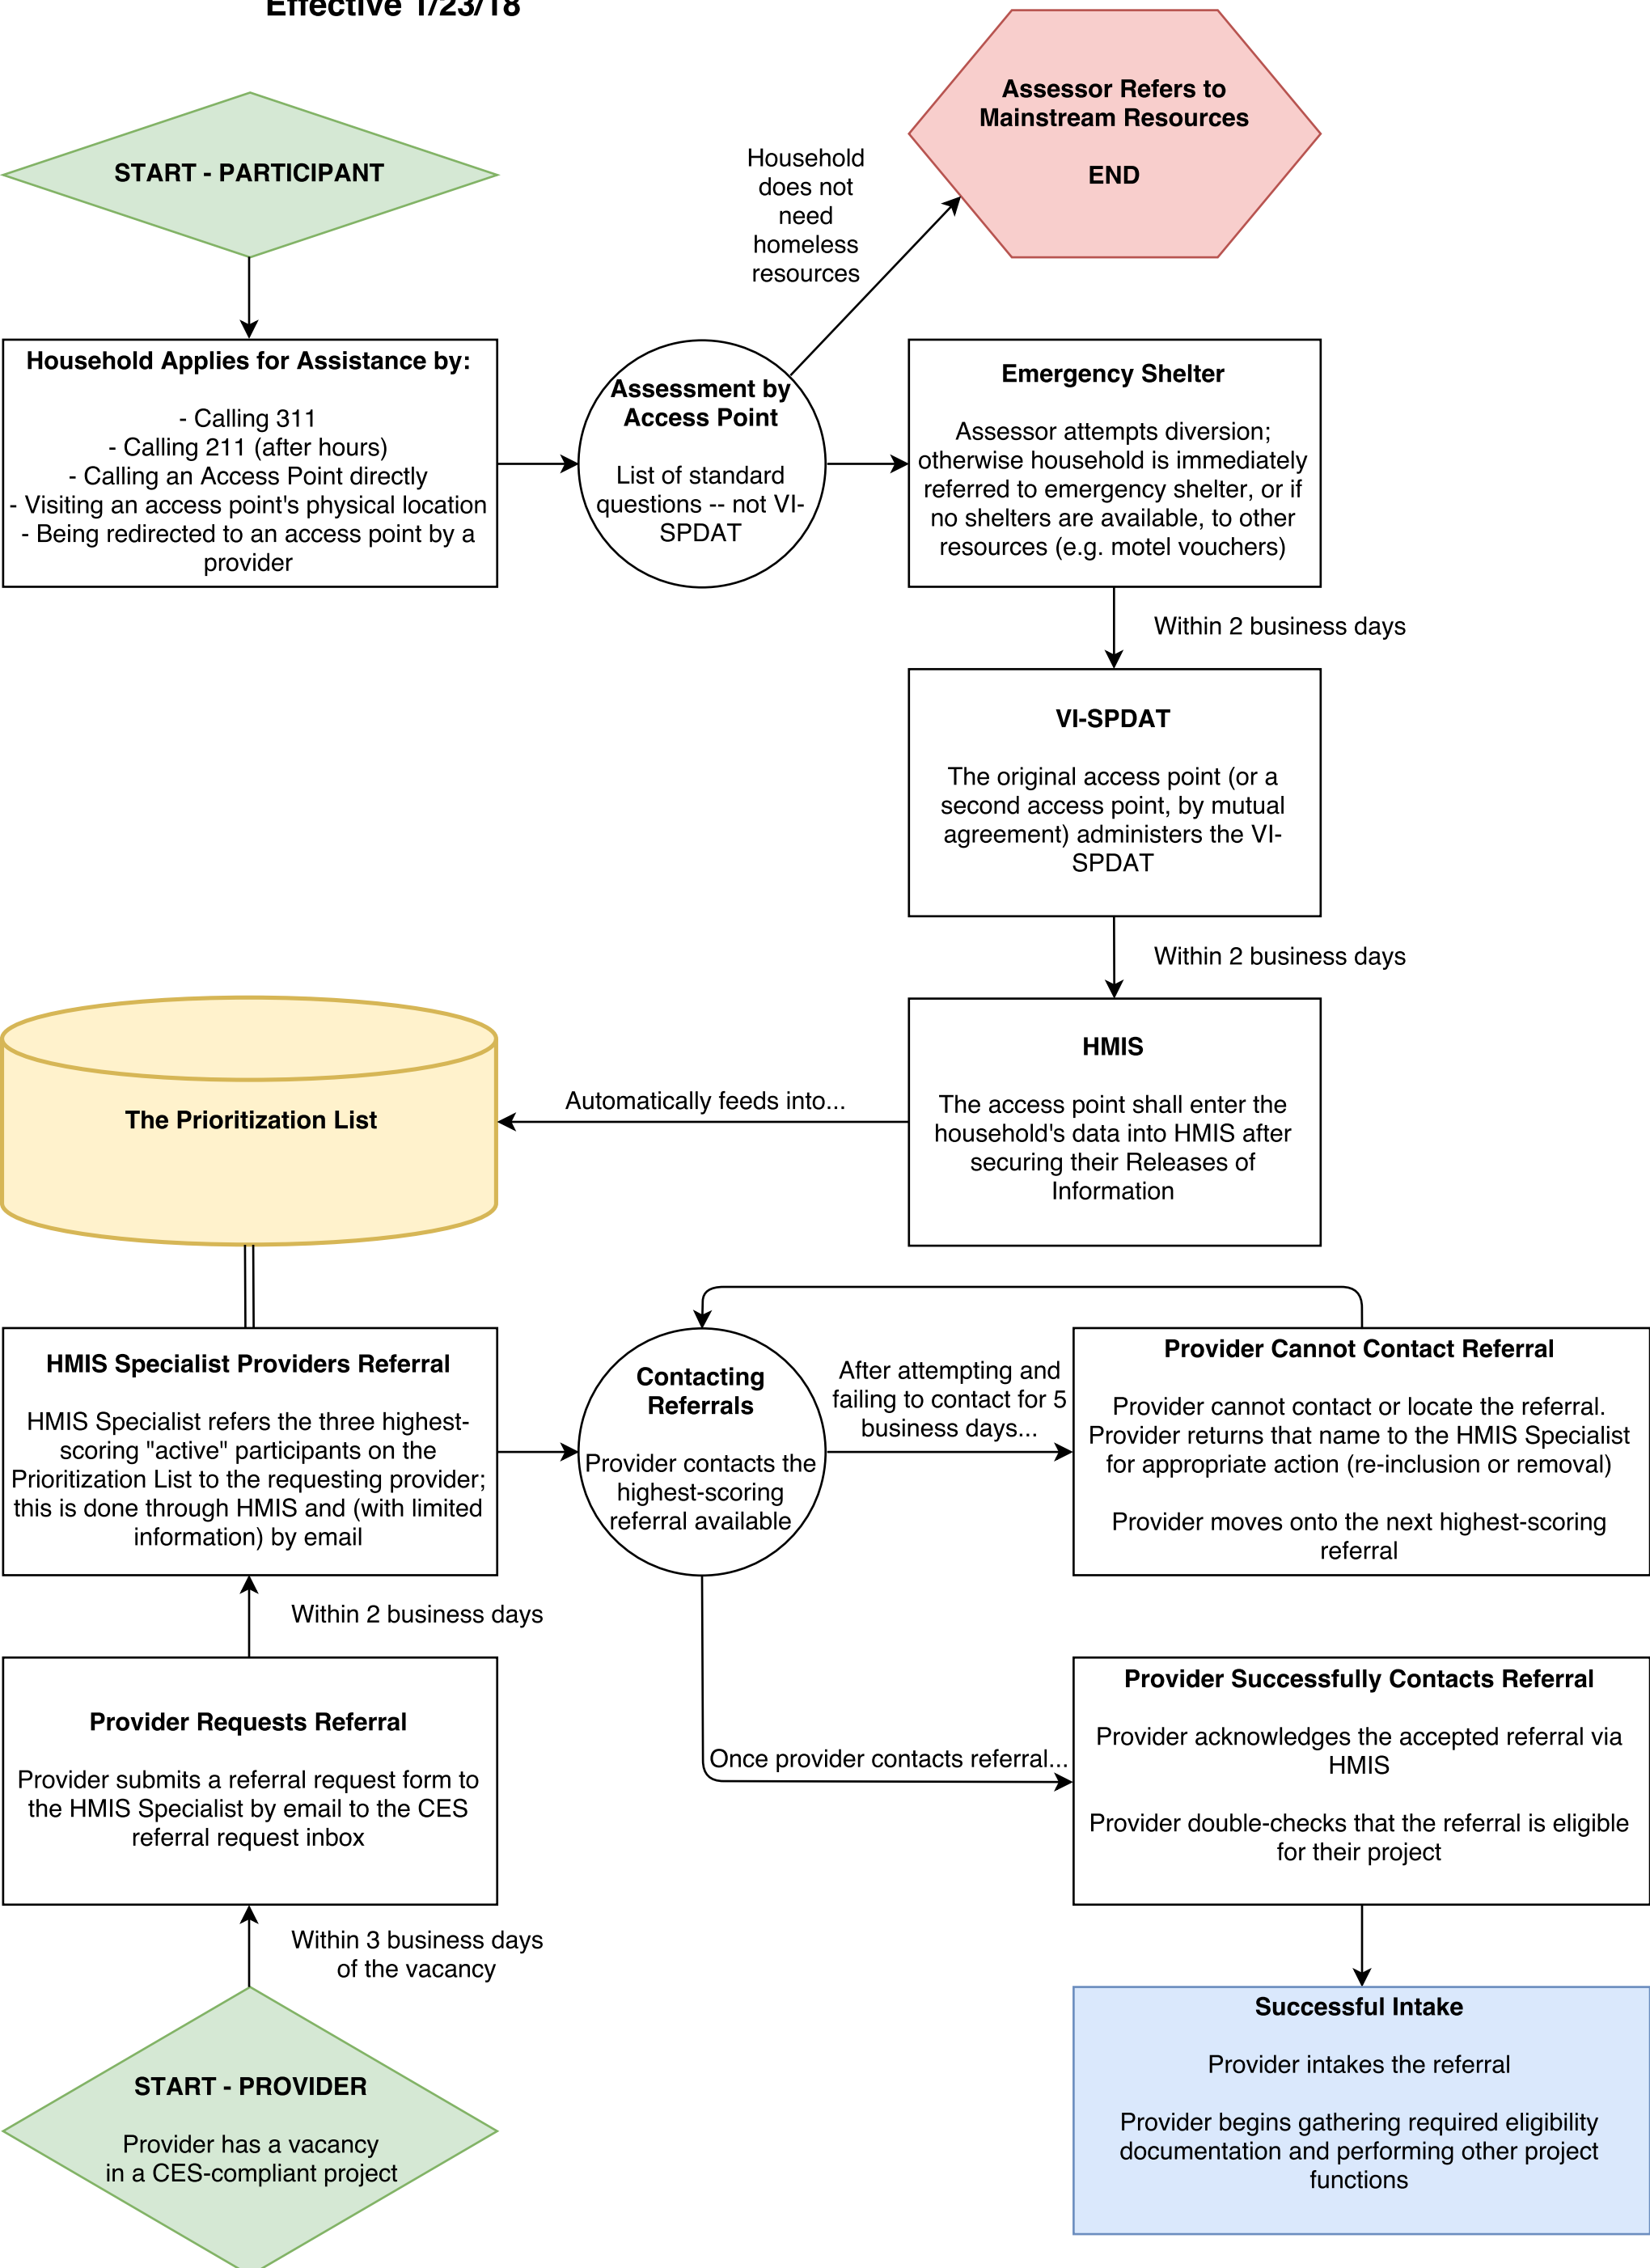 Effective 1/23/18
START - PARTICIPANT
Assessor Refers to
Mainstream Resources
END
Household
does not
need
homeless
resources
Household Applies for Assistance by:
- Calling 311
- Calling 211 (after hours)
- Calling an Access Point directly
- Visiting an access point's physical location
- Being redirected to an access point by a
provider
Assessment by
Access Point
List of standard
questions -- not VI-
SPDAT
Emergency Shelter
Assessor attempts diversion;
otherwise household is immediately
referred to emergency shelter, or if
no shelters are available, to other
resources (e.g. motel vouchers)
Within 2 business days
VI-SPDAT
The original access point (or a
second access point, by mutual
agreement) administers the VI-
SPDAT
Within 2 business days
HMIS
The access point shall enter the
household's data into HMIS after
securing their Releases of
Information
Automatically feeds into...
The Prioritization List
HMIS Specialist Providers Referral
HMIS Specialist refers the three highest-
scoring "active" participants on the
Prioritization List to the requesting provider;
this is done through HMIS and (with limited
information) by email
Contacting
Referrals
Provider contacts the
highest-scoring
referral available
After attempting and
failing to contact for 5
business days...
Provider Cannot Contact Referral
Provider cannot contact or locate the referral.
Provider returns that name to the HMIS Specialist
for appropriate action (re-inclusion or removal)
Provider moves onto the next highest-scoring
referral
Within 2 business days
Provider Requests Referral
Provider submits a referral request form to
the HMIS Specialist by email to the CES
referral request inbox
Once provider contacts referral...
Provider Successfully Contacts Referral
Provider acknowledges the accepted referral via
HMIS
Provider double-checks that the referral is eligible
for their project
Within 3 business days
of the vacancy
START - PROVIDER
Provider has a vacancy
in a CES-compliant project
Successful Intake
Provider intakes the referral
Provider begins gathering required eligibility
documentation and performing other project
functions